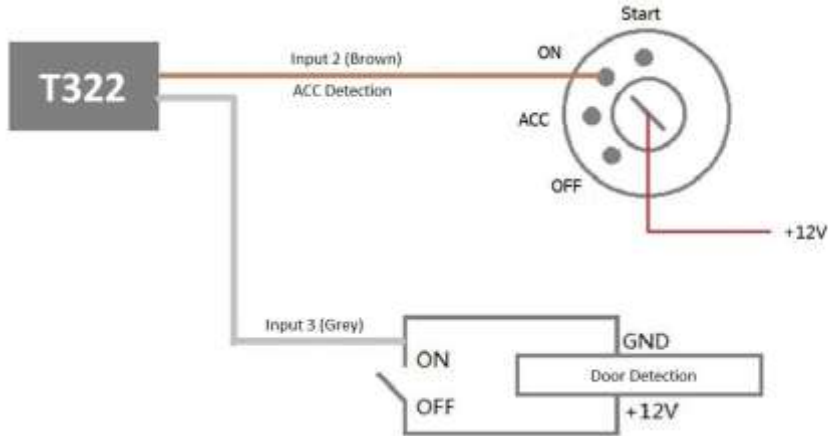 Start
ON
Input 2 (Brown)
T322
ACC Detection
ACC
OFF
+12V
Input 3 (Grey)
GND
ON
Door Detection
OFF
+12V